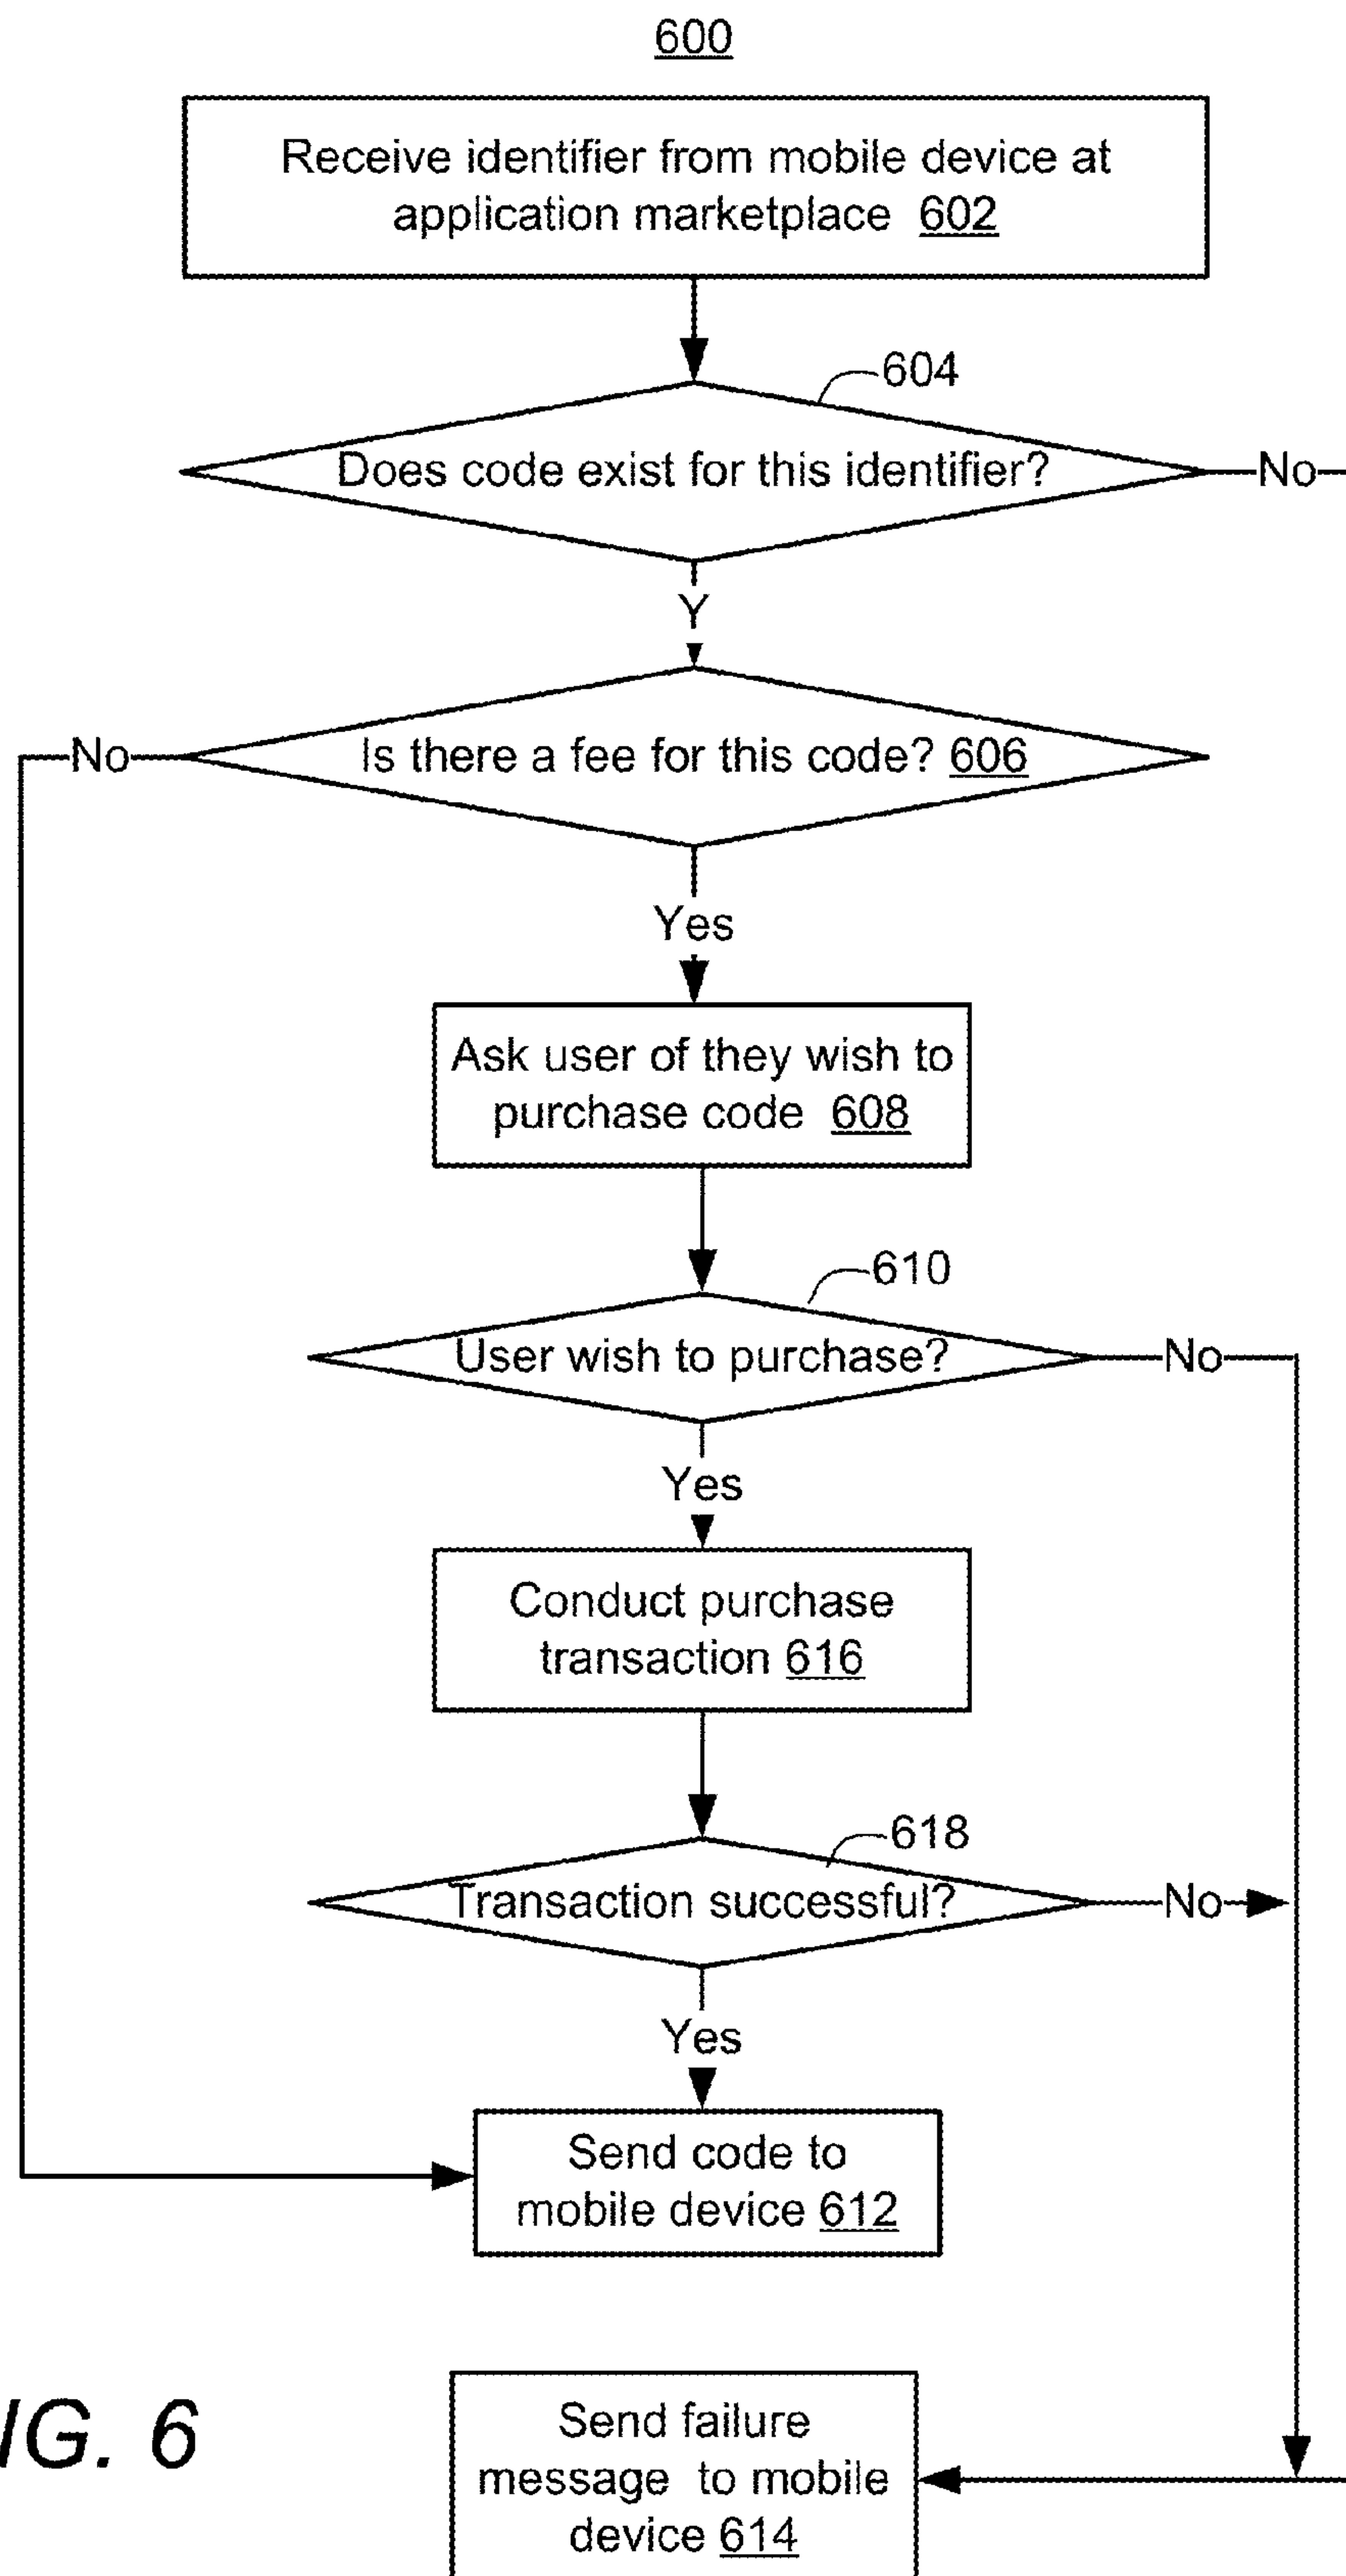 600
Receive identifier from mobile device at
application marketplace 602
604
Does code exist for this identifier?
No
Y
No
Is there a fee for this code? 606
Yes
Ask user of they wish to
purchase code 608
610
User wish to purchase?
No
Yes
Conduct purchase
transaction 616
618
Transaction successful?
No
Yes
Send code to
mobile device 612
IG. 6
Send failure
message to mobile
device 614